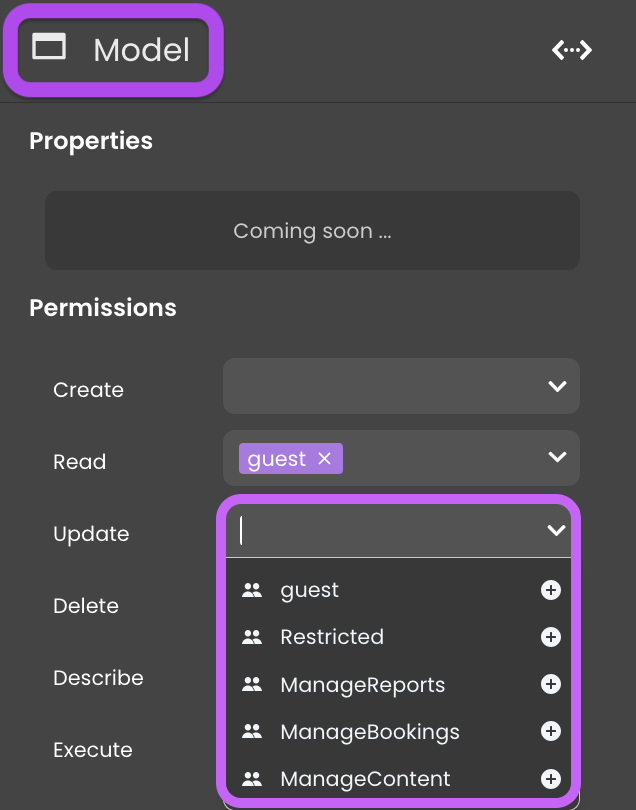 Model
Properties
Coming soon ...
Permissions
Create
Read guest
Update
guest
Restricted
Delete
ManageReports
Describe
ManageBookings
Execute
ManageContent